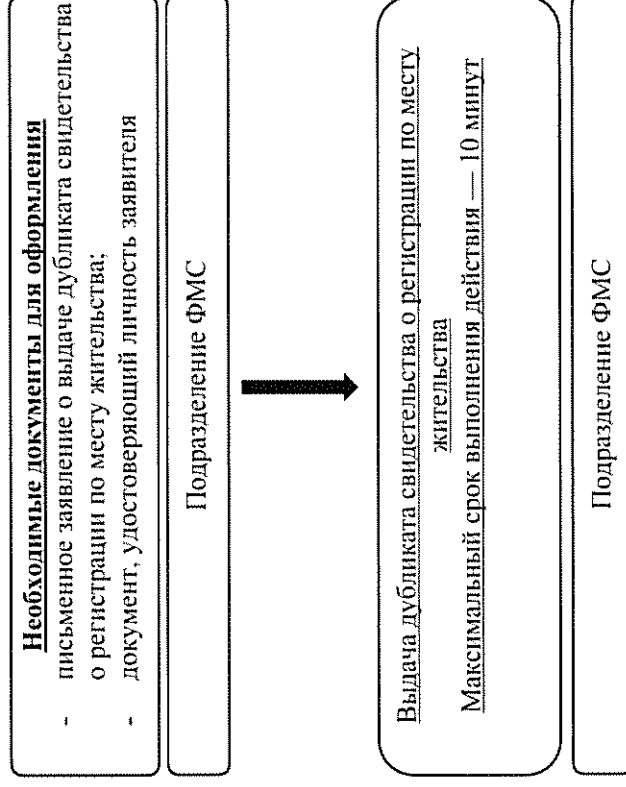 Необходимые документы для оформления
- письменное заявление о выдаче дубликата свидетельства
о регистрации по месту жительства;
- документ, удостоверяющий личность заявителя
Подразделение ФМС
Выдача дубликата свидетельства о регистрации по месту
жительства
Максимальный срок выполнения действия — 10 минут
Подразделение ФМС